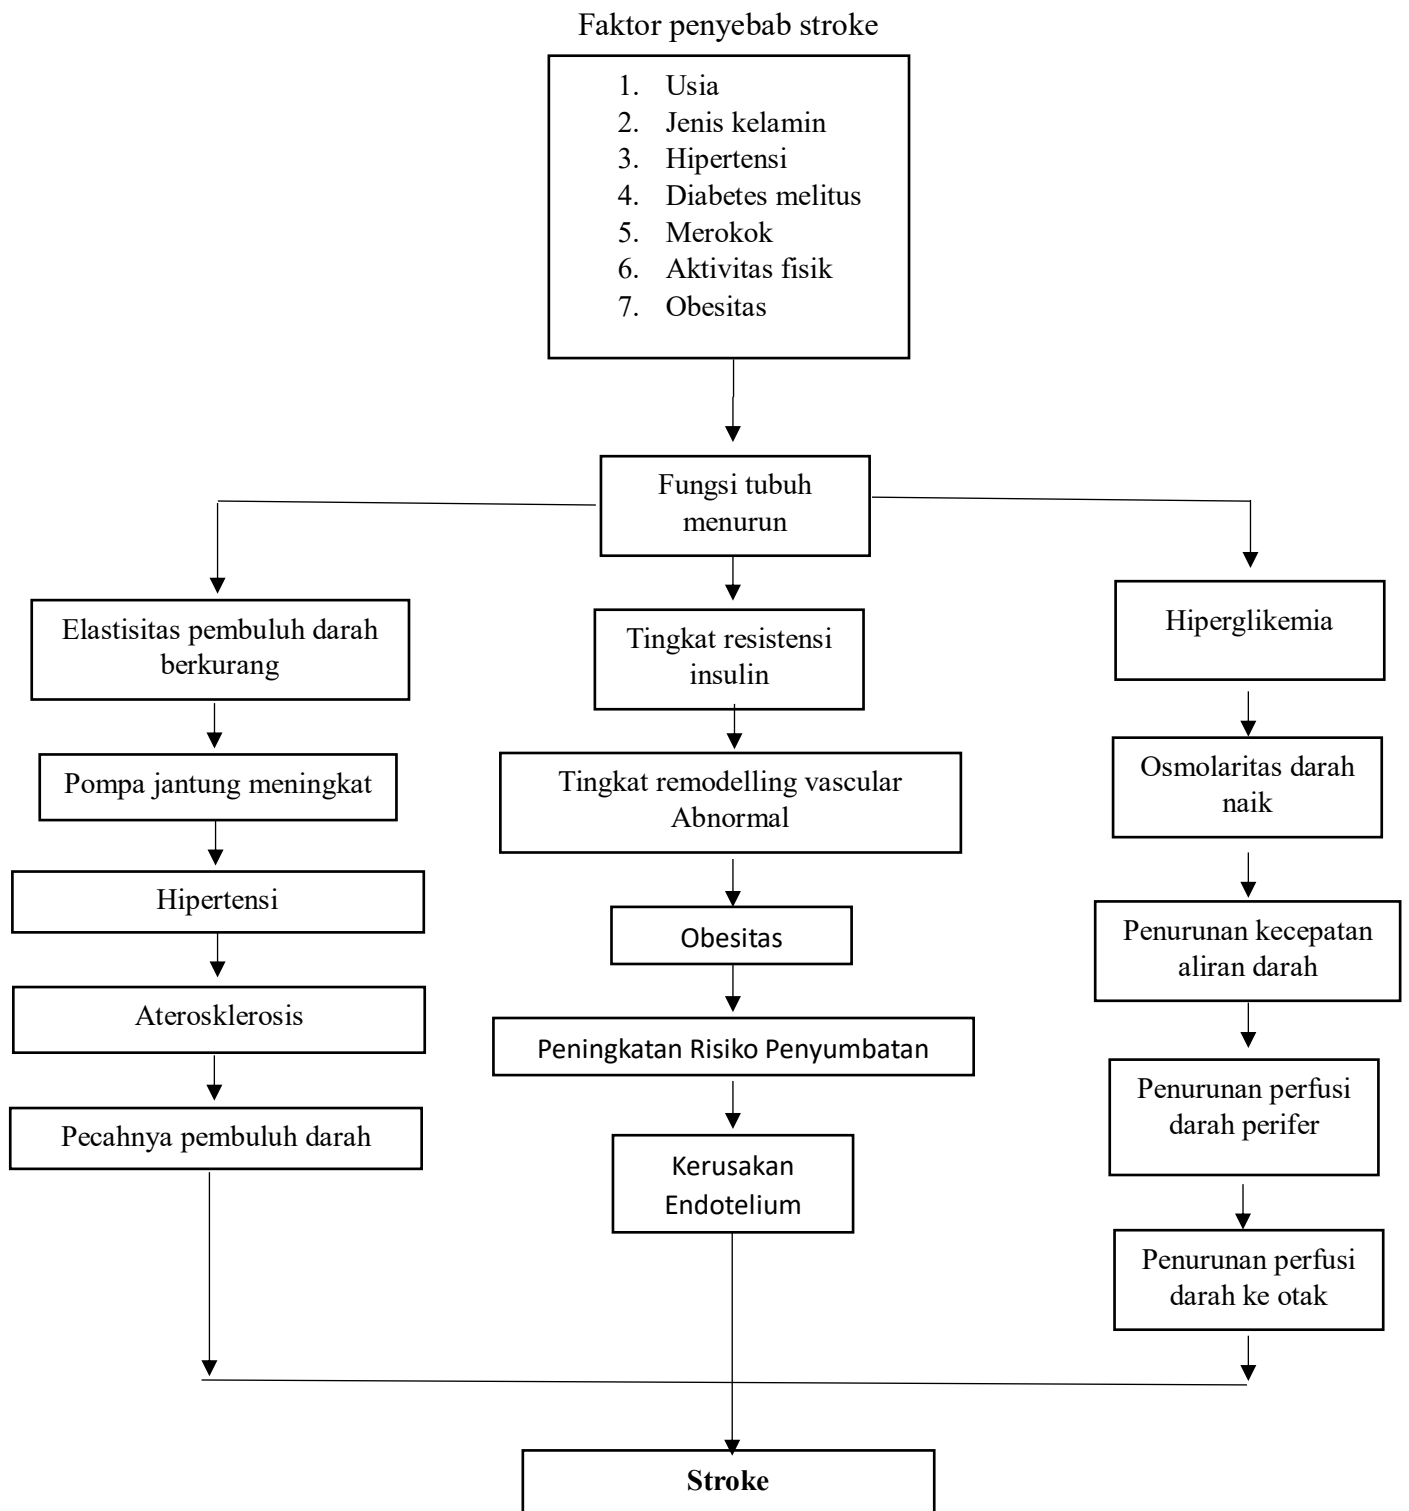 Faktor penyebab stroke
1. Usia
2. Jenis kelamin
3. Hipertensi
4. Diabetes melitus
5. Merokok
6. Aktivitas fisik
7. Obesitas
Fungsi tubuh
menurun
Elastisitas pembuluh darah
berkurang
Pompa jantung meningkat
Hipertensi
Aterosklerosis
Pecahnya pembuluh darah
Tingkat resistensi
insulin
Tingkat remodelling vascular
Abnormal
Obesitas
Peningkatan Risiko Penyumbatan
Kerusakan
Endotelium
Hiperglikemia
Osmolaritas darah
naik
Penurunan kecepatan
aliran darah
Penurunan perfusi
darah perifer
Penurunan perfusi
darah ke otak
Stroke